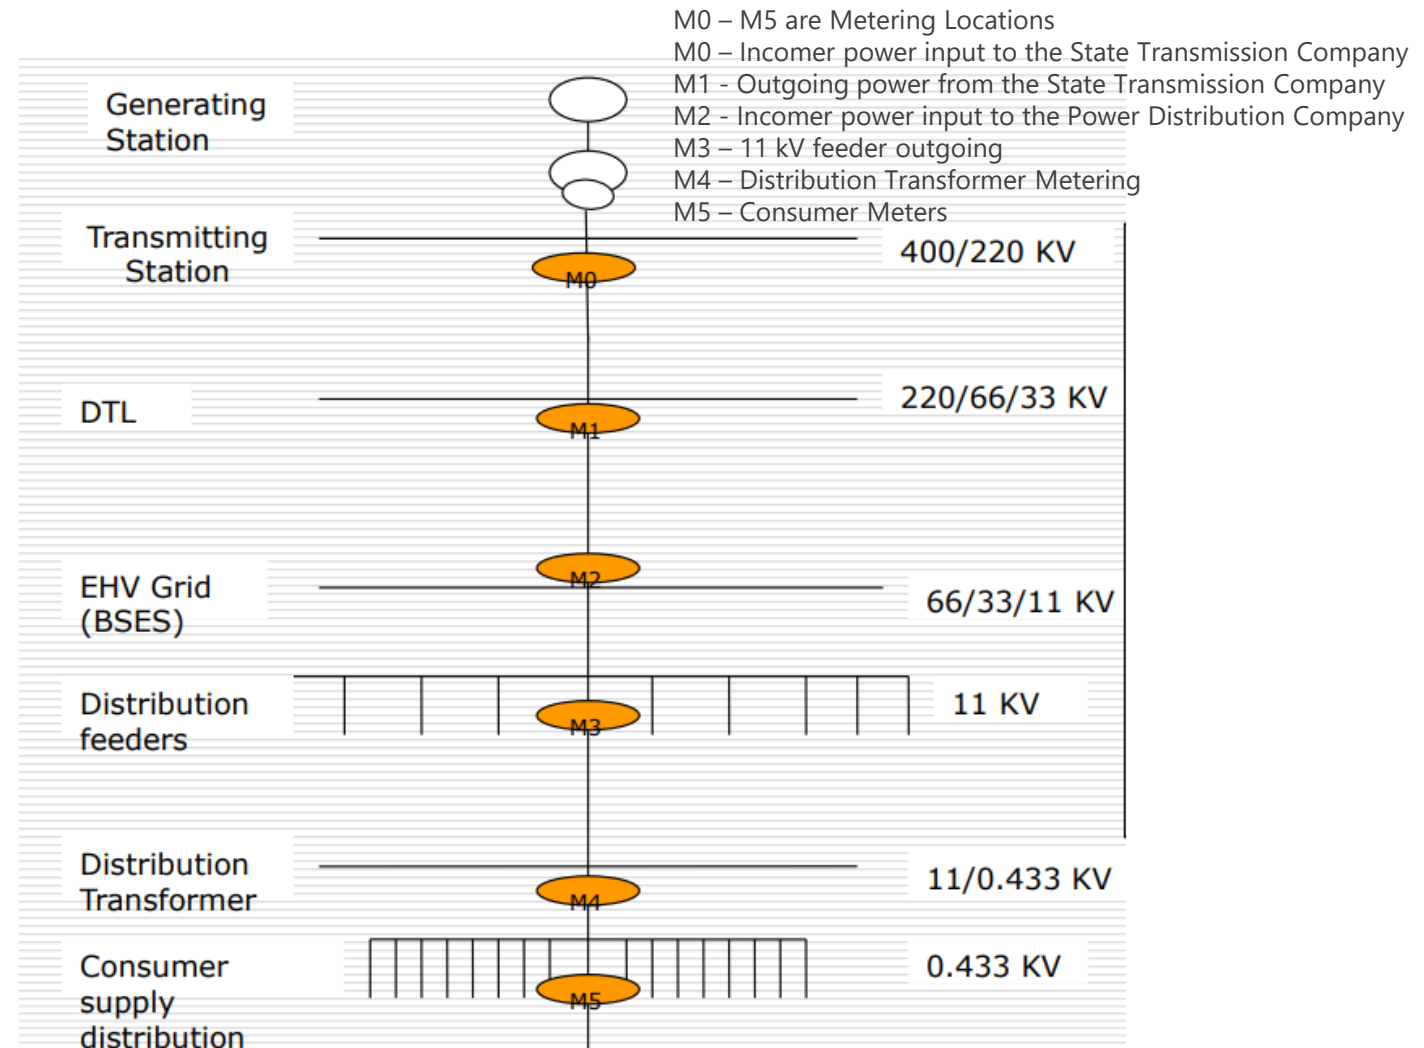 M0 – M5 are Metering Locations
M0 – Incomer power input to the State Transmission Company
M1 - Outgoing power from the State Transmission Company
M2 - Incomer power input to the Power Distribution Company
M3 – 11 kV feeder outgoing
M4 – Distribution Transformer Metering
M5 – Consumer Meters
Generating
Station
Transmitting
Station
400/220 KV
M0
DTL
220/66/33 KV
M1
EHV Grid
(BSES)
M2
66/33/11 KV
Distribution
feeders
M3
11 KV
Distribution
Transformer
M4
11/0.433 KV
Consumer
supply
distribution
M5
0.433 KV